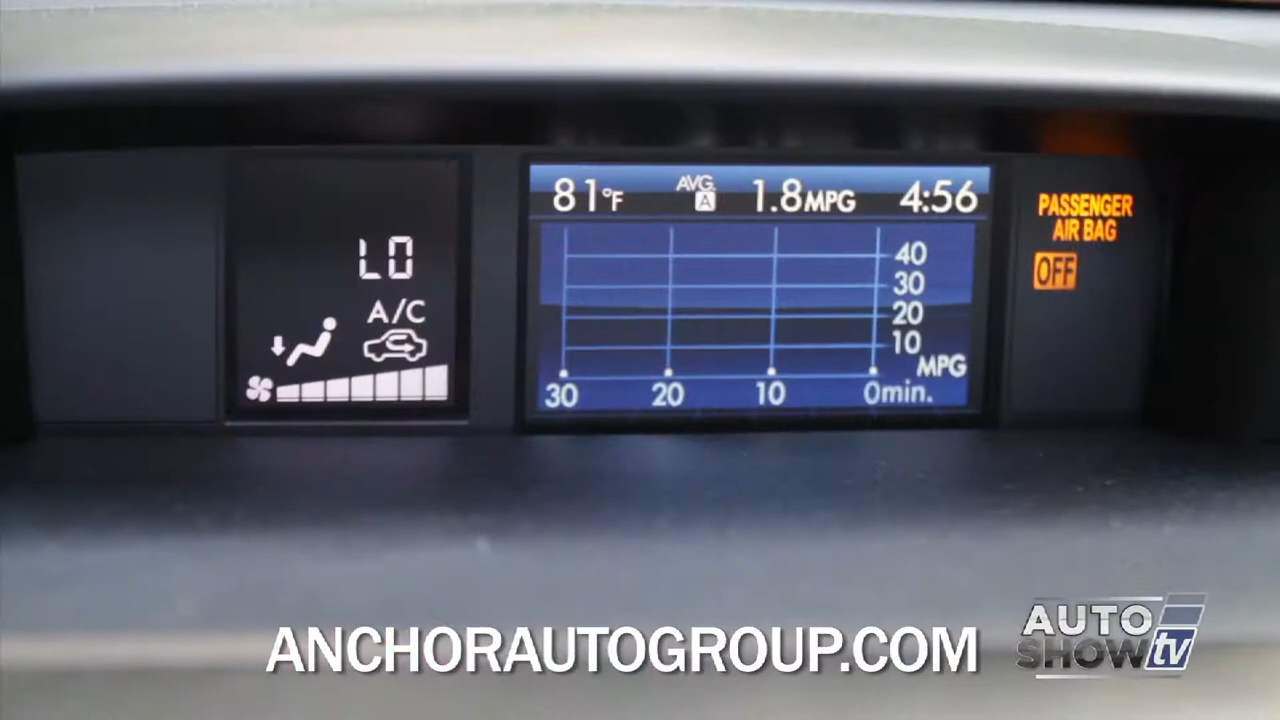 LO
A/C
81°F AVG. A 1.8MPG 4:56
40
30
20
10
MPG
30 20 10 0min.
PASSENGER
AIR BAG
OFF
ANCHORAUTOGROUP.COM
AUTO
SHOW tv